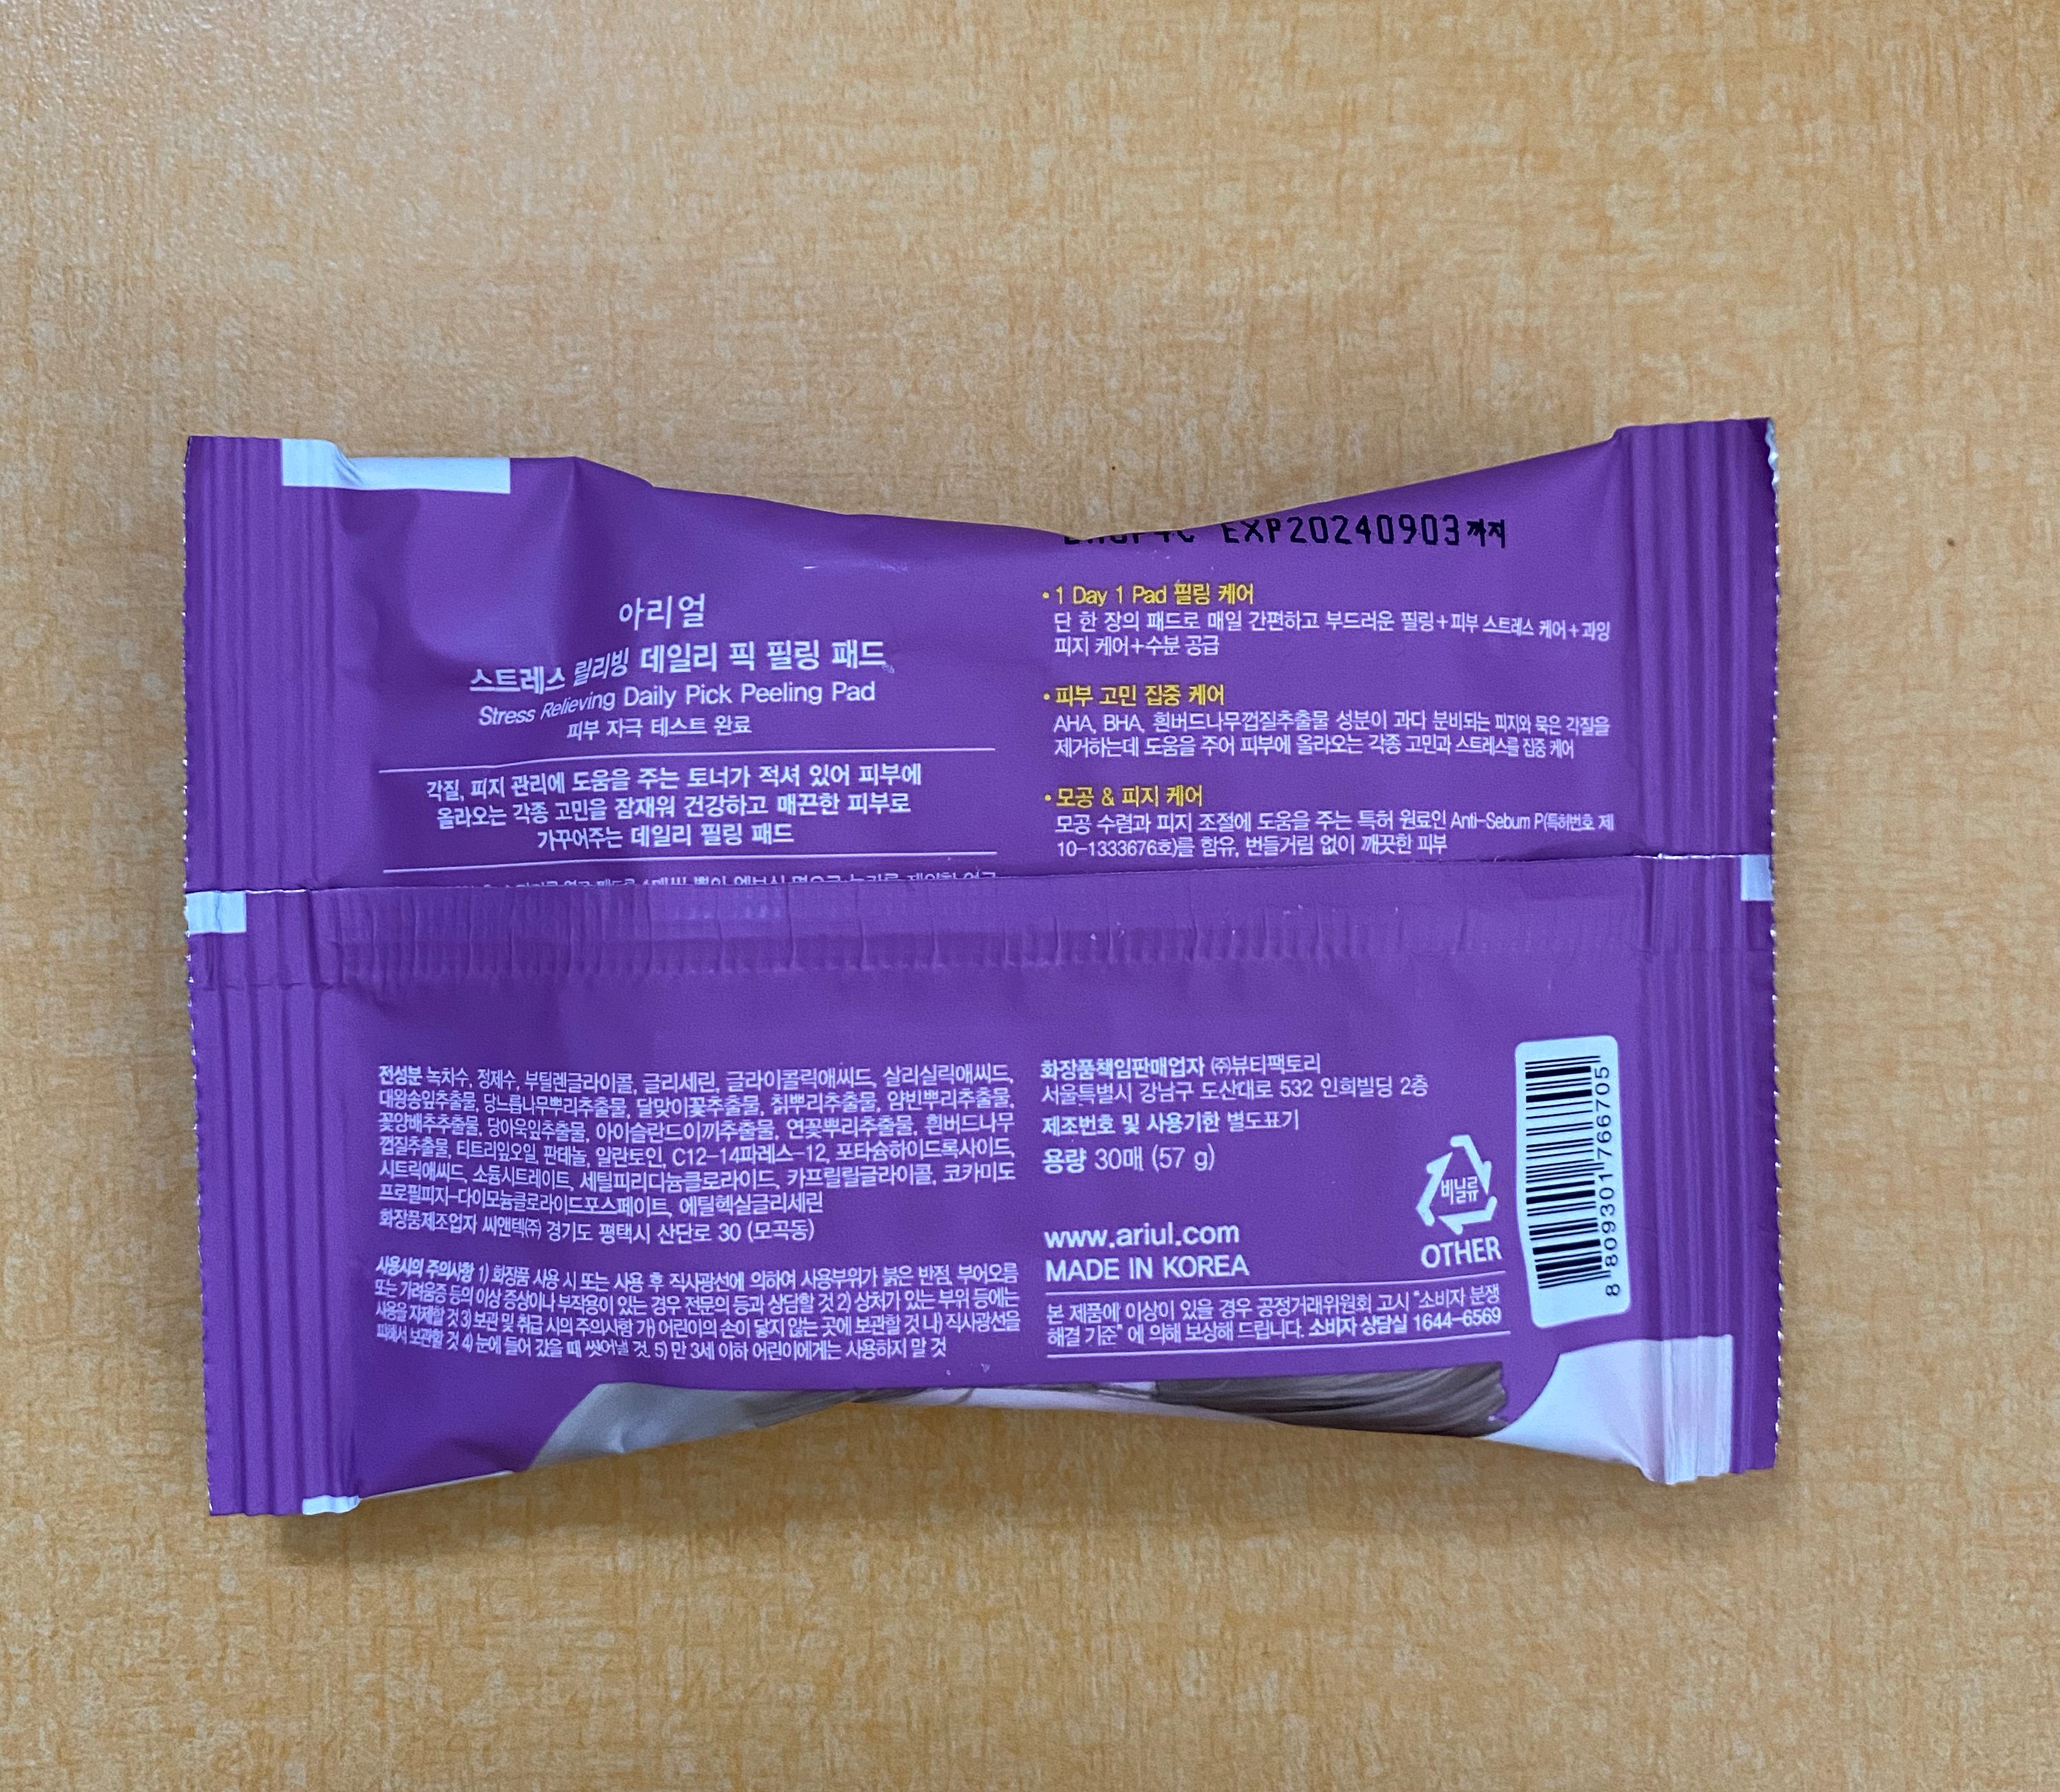 EXP20240903까지
아리얼
스트레스 릴리빙 데일리 픽 필링 패드
Stress Relieving Daily Pick Peeling Pad
피부 자극 테스트 완료
각질, 피지 관리에 도움을 주는 토너가 적셔 있어 피부에
올라오는 각종 고민을 잠재워 건강하고 매끈한 피부로
가꾸어주는 데일리 필링 패드
• 1 Day 1 Pad 필링 케어
단 한 장의 패드로 매일 간편하고 부드러운 필링+피부 스트레스 케어+과잉
피지 케어+수분 공급
• 피부 고민 집중 케어
AHA, BHA, 흰버드나무껍질추출물 성분이 과다 분비되는 피지와 묵은 각질을
제거하는데 도움을 주어 피부에 올라오는 각종 고민과 스트레스를 집중 케어
• 모공 & 피지 케어
모공 수렴과 피지 조절에 도움을 주는 특허 원료인 Anti-Sebum P(특허번호 제
10-1333676호)를 함유, 번들거림 없이 깨끗한 피부
전성분 녹차수, 정제수, 부틸렌글라이콜, 글리세린, 글라이콜릭애씨드, 살리실릭애씨드,
대왕송잎추출물, 당느릅나무뿌리추출물, 달맞이꽃추출물, 칡뿌리추출물, 얌빈뿌리추출물,
꽃양배추추출물, 당아욱잎추출물, 아이슬란드이끼추출물, 연꽃뿌리추출물, 흰버드나무
껍질추출물, 티트리잎오일, 판테놀, 알란토인, C12-14파레스-12, 포타슘하이드록사이드,
시트릭애씨드, 소듐시트레이트, 세틸피리디늄클로라이드, 카프릴릴글라이콜, 코카미도
프로필피지-다이모늄클로라이드포스페이트, 에틸헥실글리세린
화장품제조업자 씨앤텍㈜ 경기도 평택시 산단로 30 (모곡동)
사용시의 주의사항 1) 화장품 사용 시 또는 사용 후 직사광선에 의하여 사용부위가 붉은 반점, 부어오름
또는 가려움증 등의 이상 증상이나 부작용이 있는 경우 전문의 등과 상담할 것 2) 상처가 있는 부위 등에는
사용을 자제할 것 3) 보관 및 취급 시의 주의사항 가) 어린이의 손이 닿지 않는 곳에 보관할 것 나) 직사광선을
피해서 보관할 것 4) 눈에 들어 갔을 때 씻어낼 것. 5) 만 3세 이하 어린이에게는 사용하지 말 것
화장품책임판매업자 ㈜뷰티팩토리
서울특별시 강남구 도산대로 532 인희빌딩 2층
제조번호 및 사용기한 별도표기
용량 30매 (57 g)
www.ariul.com
MADE IN KOREA
비닐류
OTHER
본 제품에 이상이 있을 경우 공정거래위원회 고시 "소비자 분쟁
해결 기준" 에 의해 보상해 드립니다. 소비자 상담실 1644-6569
8 809301 766705